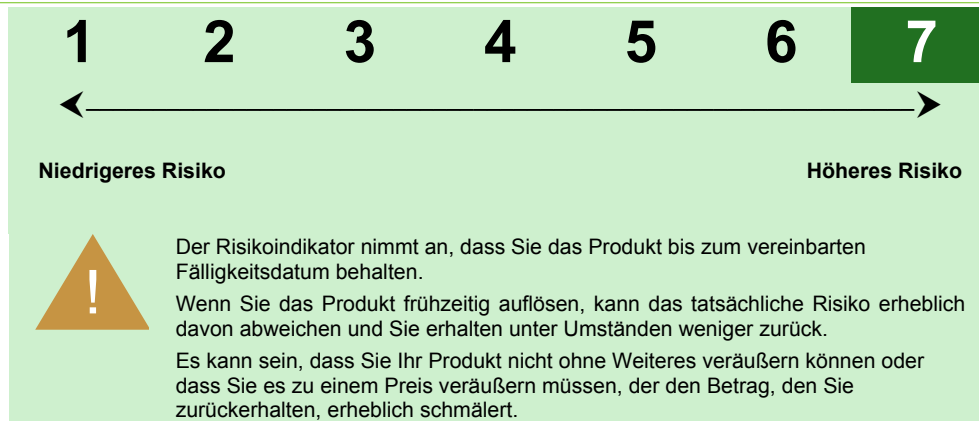 1 2 3 4 5 6 7
Niedrigeres Risiko Höheres Risiko
!
Der Risikoindikator nimmt an, dass Sie das Produkt bis zum vereinbarten
Fälligkeitsdatum behalten.
Wenn Sie das Produkt frühzeitig auflösen, kann das tatsächliche Risiko erheblich
davon abweichen und Sie erhalten unter Umständen weniger zurück.
Es kann sein, dass Sie Ihr Produkt nicht ohne Weiteres veräußern können oder
dass Sie es zu einem Preis veräußern müssen, der den Betrag, den Sie
zurückerhalten, erheblich schmälert.